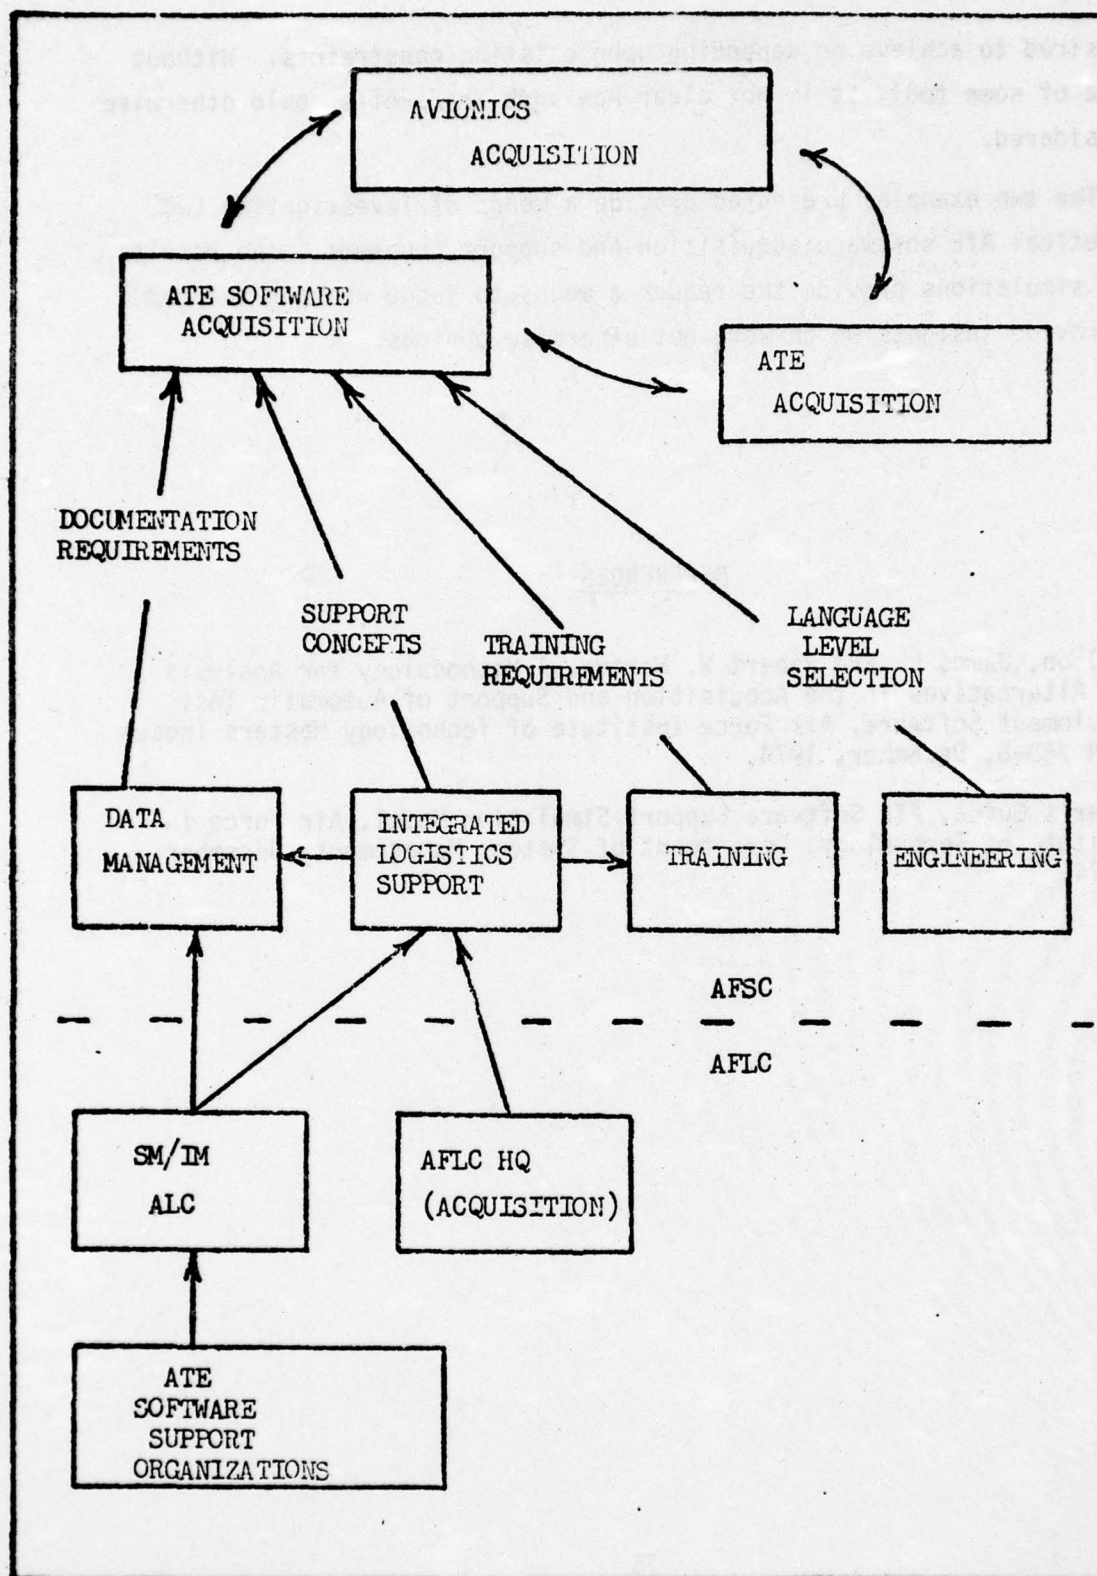 AVIONICS
ACQUISITION
ATE SOFTWARE
ACQUISITION
ATE
ACQUISITION
DOCUMENTATION
REQUIREMENTS
SUPPORT
CONCEPTS
TRAINING
REQUIREMENTS
LANGUAGE
LEVEL
SELECTION
DATA
MANAGEMENT
INTEGRATED
LOGISTICS
SUPPORT
TRAINING
ENGINEERING
AFSC
AFLC
SM/IM
ALC
AFLC HQ
(ACQUISITION)
ATE
SOFTWARE
SUPPORT
ORGANIZATIONS